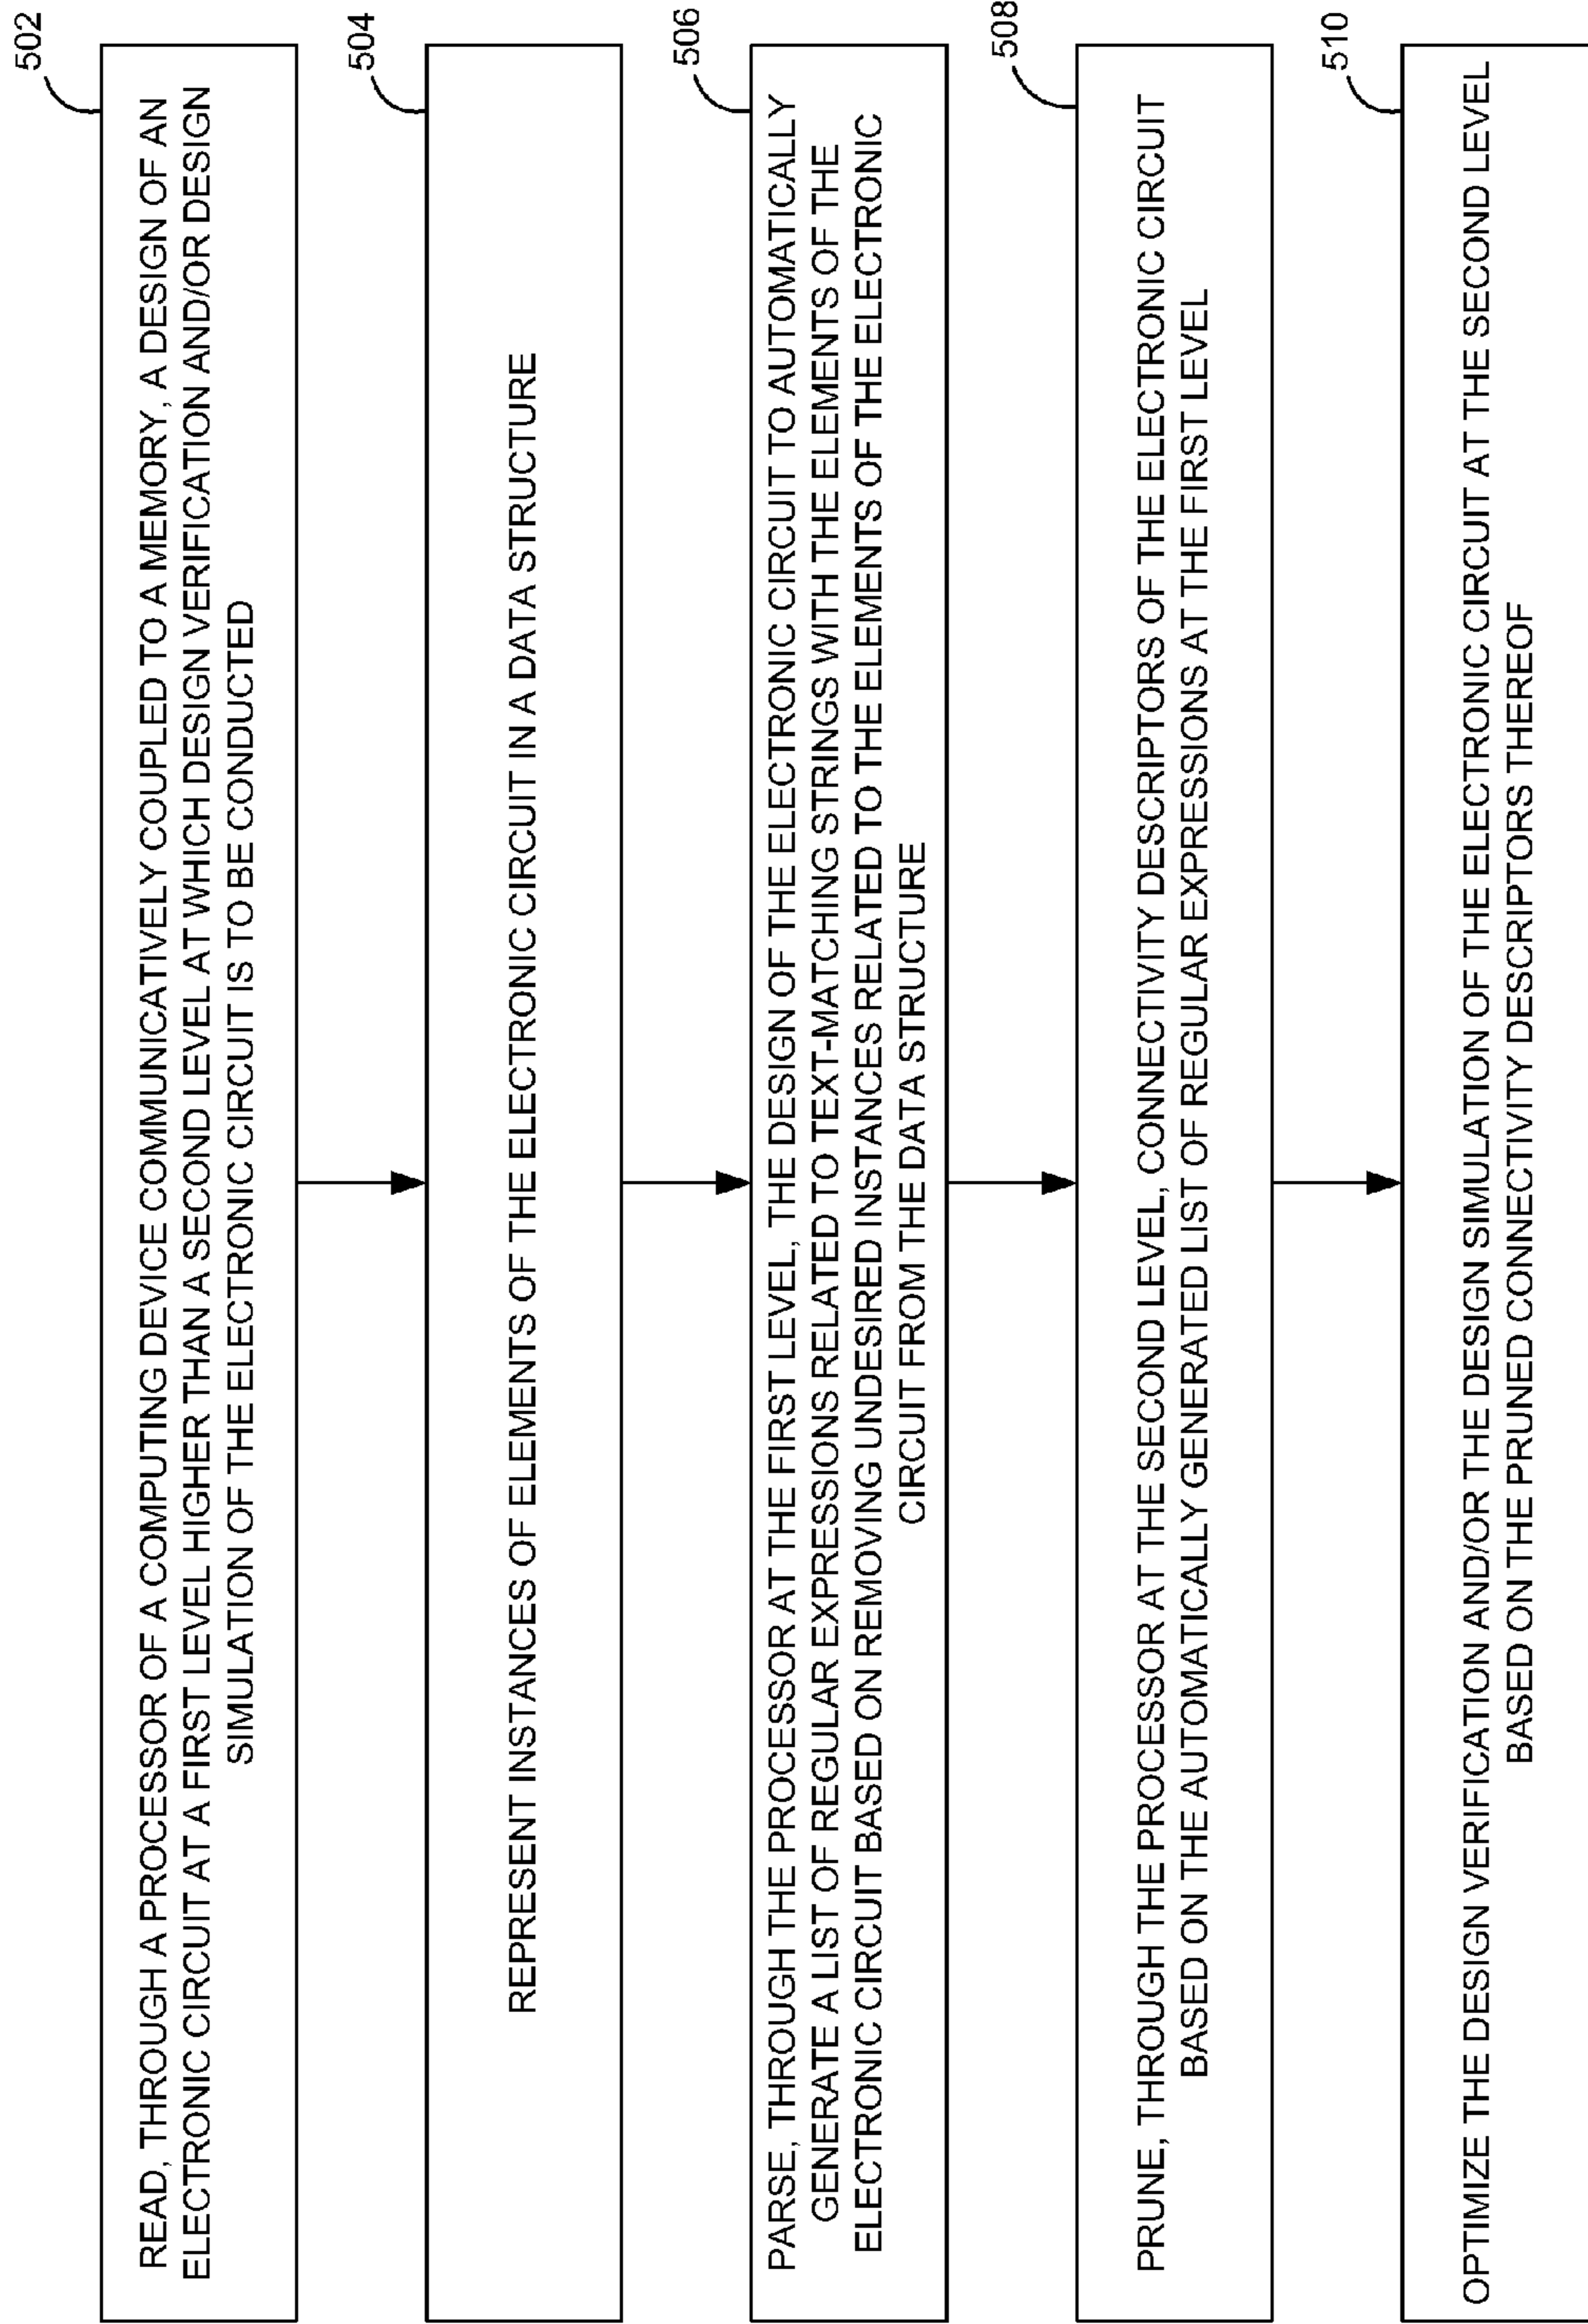 502
READ, THROUGH A PROCESSOR OF A COMPUTING DEVICE COMMUNICATIVELY COUPLED TO A MEMORY, A DESIGN OF AN
ELECTRONIC CIRCUIT AT A FIRST LEVEL HIGHER THAN A SECOND LEVEL AT WHICH DESIGN VERIFICATION AND/OR DESIGN
SIMULATION OF THE ELECTRONIC CIRCUIT IS TO BE CONDUCTED
504
REPRESENT INSTANCES OF ELEMENTS OF THE ELECTRONIC CIRCUIT IN A DATA STRUCTURE
506
PARSE, THROUGH THE PROCESSOR AT THE FIRST LEVEL, THE DESIGN OF THE ELECTRONIC CIRCUIT TO AUTOMATICALLY
GENERATE A LIST OF REGULAR EXPRESSIONS RELATED TO TEXT-MATCHING STRINGS WITH THE ELEMENTS OF THE
ELECTRONIC CIRCUIT BASED ON REMOVING UNDESIRED INSTANCES RELATED TO THE ELEMENTS OF THE ELECTRONIC
CIRCUIT FROM THE DATA STRUCTURE
508
PRUNE, THROUGH THE PROCESSOR AT THE SECOND LEVEL, CONNECTIVITY DESCRIPTORS OF THE ELECTRONIC CIRCUIT
BASED ON THE AUTOMATICALLY GENERATED LIST OF REGULAR EXPRESSIONS AT THE FIRST LEVEL
510
OPTIMIZE THE DESIGN VERIFICATION AND/OR THE DESIGN SIMULATION OF THE ELECTRONIC CIRCUIT AT THE SECOND LEVEL
BASED ON THE PRUNED CONNECTIVITY DESCRIPTORS THEREOF